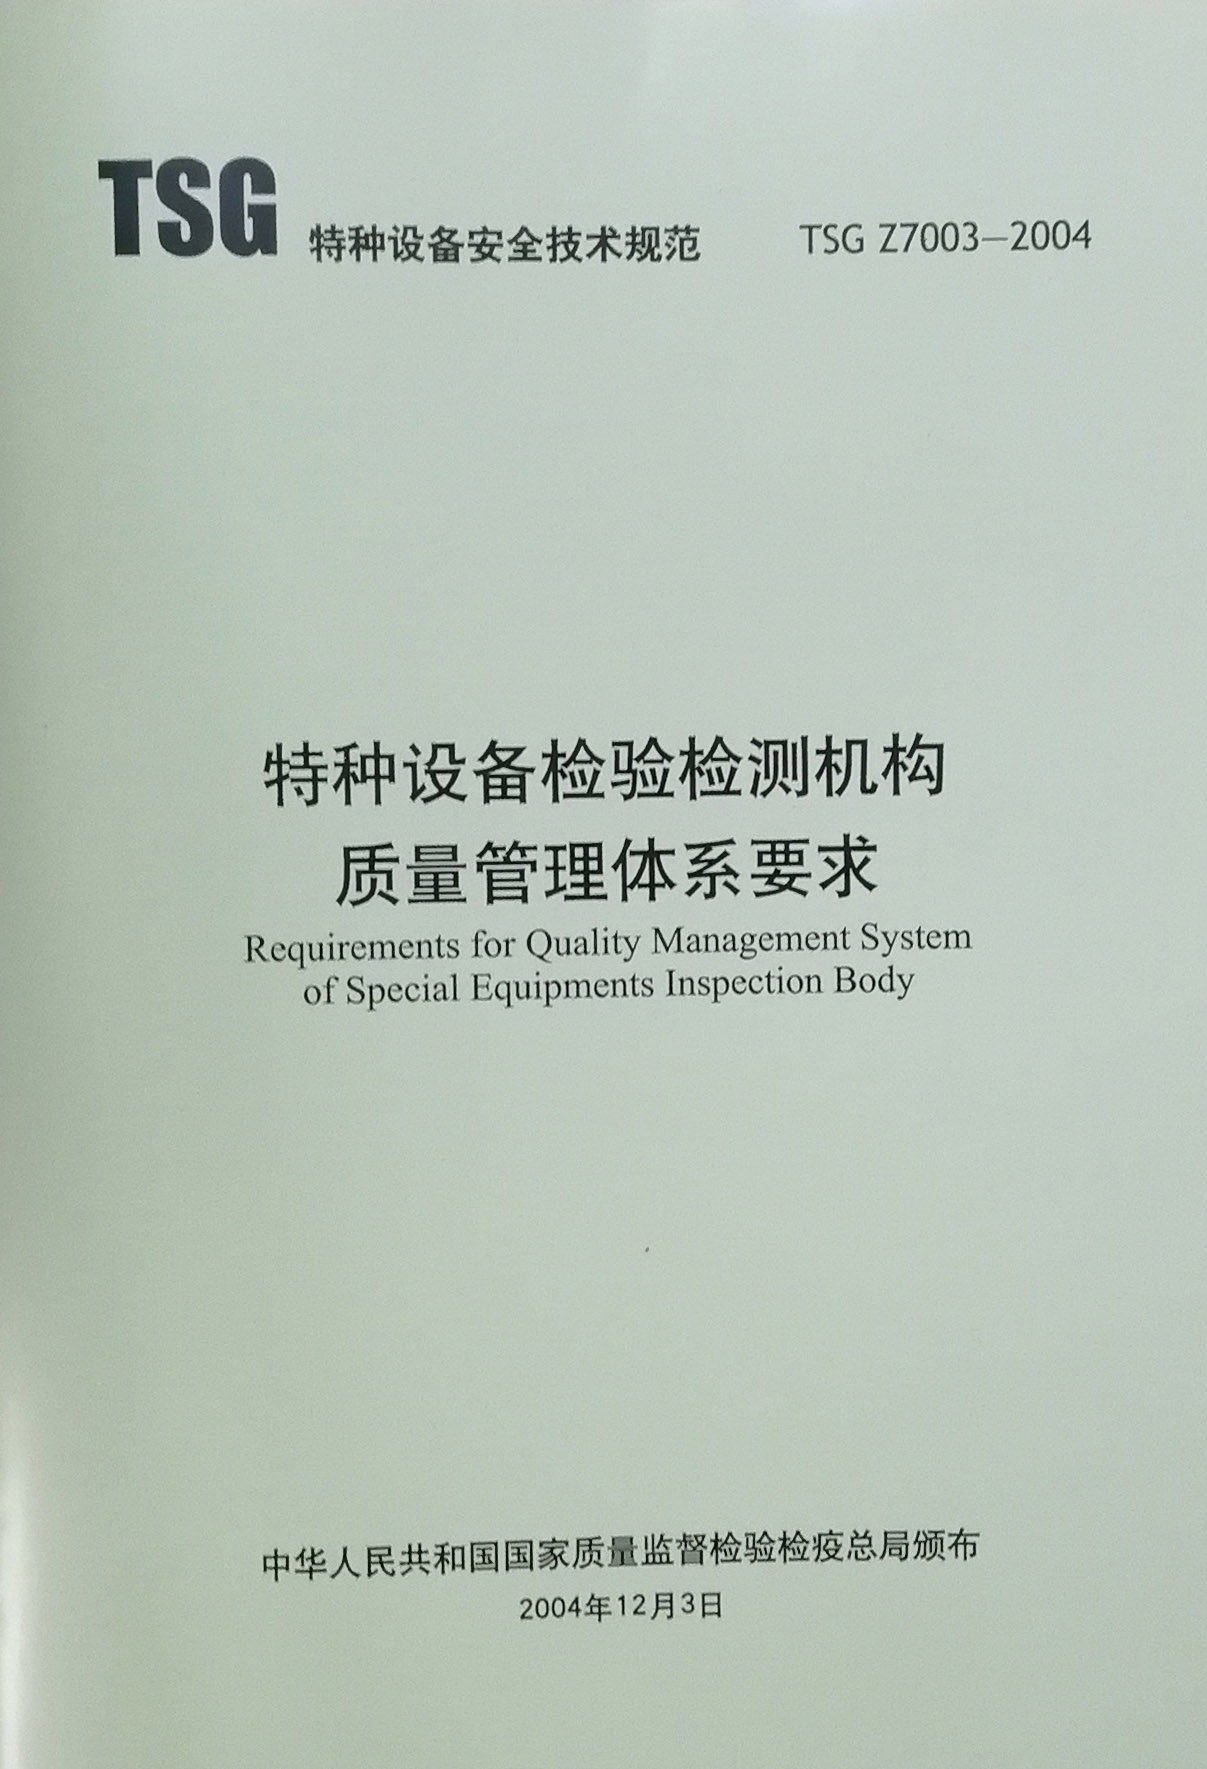 TSG 特种设备安全技术规范 TSG Z7003—2004
特种设备检验检测机构
质量管理体系要求
Requirements for Quality Management System
of Special Equipments Inspection Body
中华人民共和国国家质量监督检验检疫总局颁布
2004年12月3日